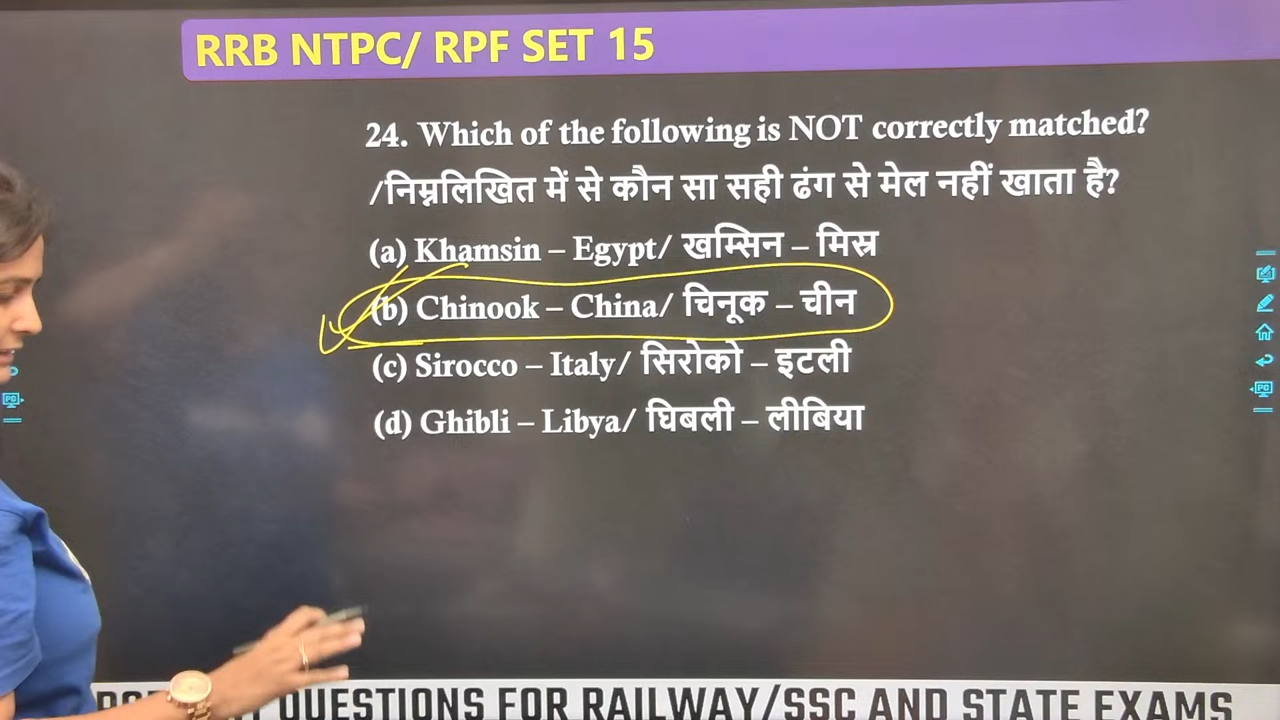 RRB NTPC/ RPF SET 15
24. Which of the following is NOT correctly matched?
/निम्नलिखित में से कौन सा सही ढंग से मेल नहीं खाता है?
(a) Khamsin – Egypt/ खम्सिन – मिस्र
(b) Chinook – China/ चिनूक – चीन
(c) Sirocco – Italy/ सिरोको – इटली
(d) Ghibli – Libya/ घिबली – लीबिया
QUESTIONS FOR RAILWAY/SSC AND STATE EXAMS